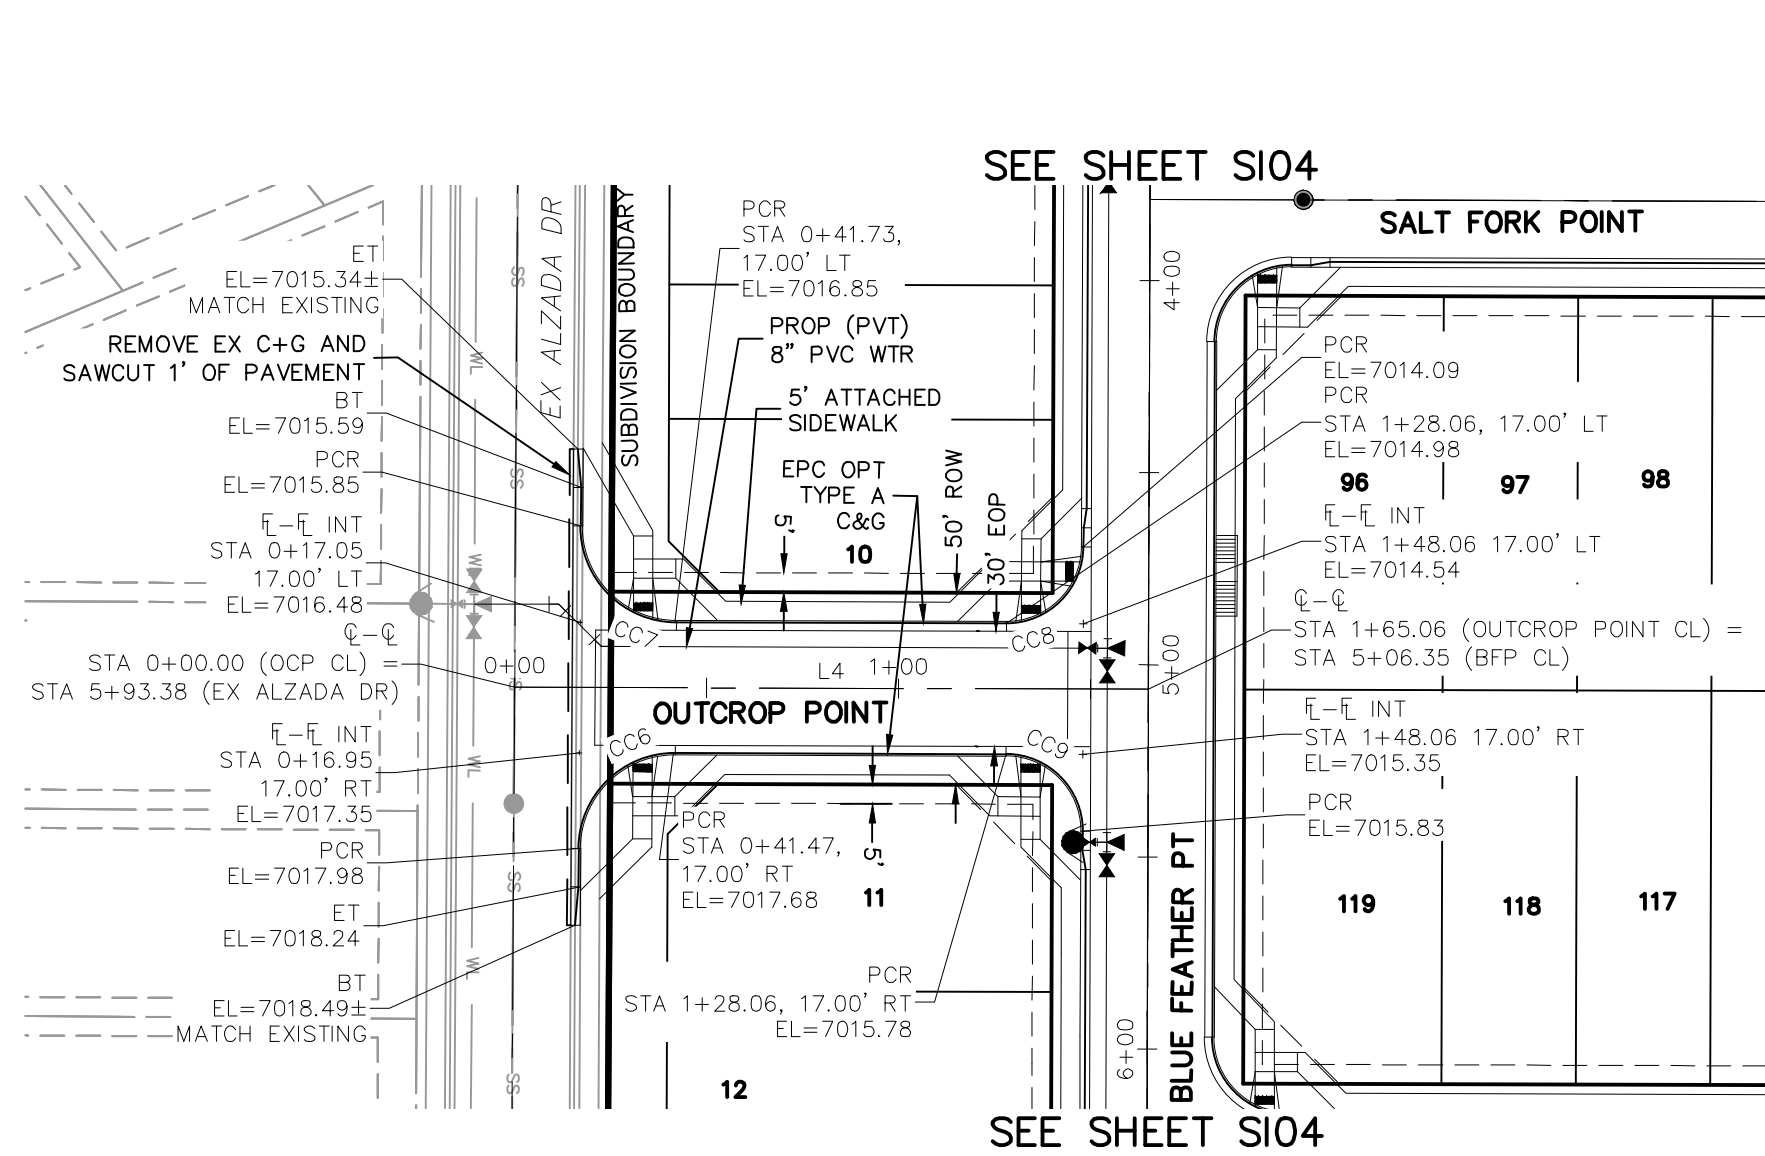 SEE SHEET SI04
SALT FORK POINT
EX ALZADA DR
SUBDIVISION BOUNDARY
PCR
STA 0+41.73,
17.00' LT
EL=7016.85
4+00
ET
EL=7015.34±
MATCH EXISTING
REMOVE EX C+G AND
SAWCUT 1' OF PAVEMENT
BT
EL=7015.59
PCR
EL=7015.85
FL-FL INT
STA 0+17.05
17.00' LT
EL=7016.48
CL-CL
STA 0+00.00 (OCP CL) =
STA 5+93.38 (EX ALZADA DR)
FL-FL INT
STA 0+16.95
17.00' RT
EL=7017.35
PCR
EL=7017.98
ET
EL=7018.24
BT
EL=7018.49±
MATCH EXISTING
WL
WL
WL
WL
SS
SS
SS
SS
SS
PROP (PVT)
8" PVC WTR
5' ATTACHED
SIDEWALK
EPC OPT
TYPE A
C&G
5'
50' ROW
30' EOP
10
CC7
CC8
0+00
L4
1+00
5+00
OUTCROP POINT
CC6
CC9
PCR
STA 0+41.47,
17.00' RT
EL=7017.68
5'
11
PCR
STA 1+28.06, 17.00' RT
EL=7015.78
12
6+00
BLUE FEATHER PT
PCR
EL=7014.09
PCR
STA 1+28.06, 17.00' LT
EL=7014.98
96
97
98
FL-FL INT
STA 1+48.06 17.00' LT
EL=7014.54
CL-CL
STA 1+65.06 (OUTCROP POINT CL) =
STA 5+06.35 (BFP CL)
FL-FL INT
STA 1+48.06 17.00' RT
EL=7015.35
PCR
EL=7015.83
119
118
117
SEE SHEET SI04